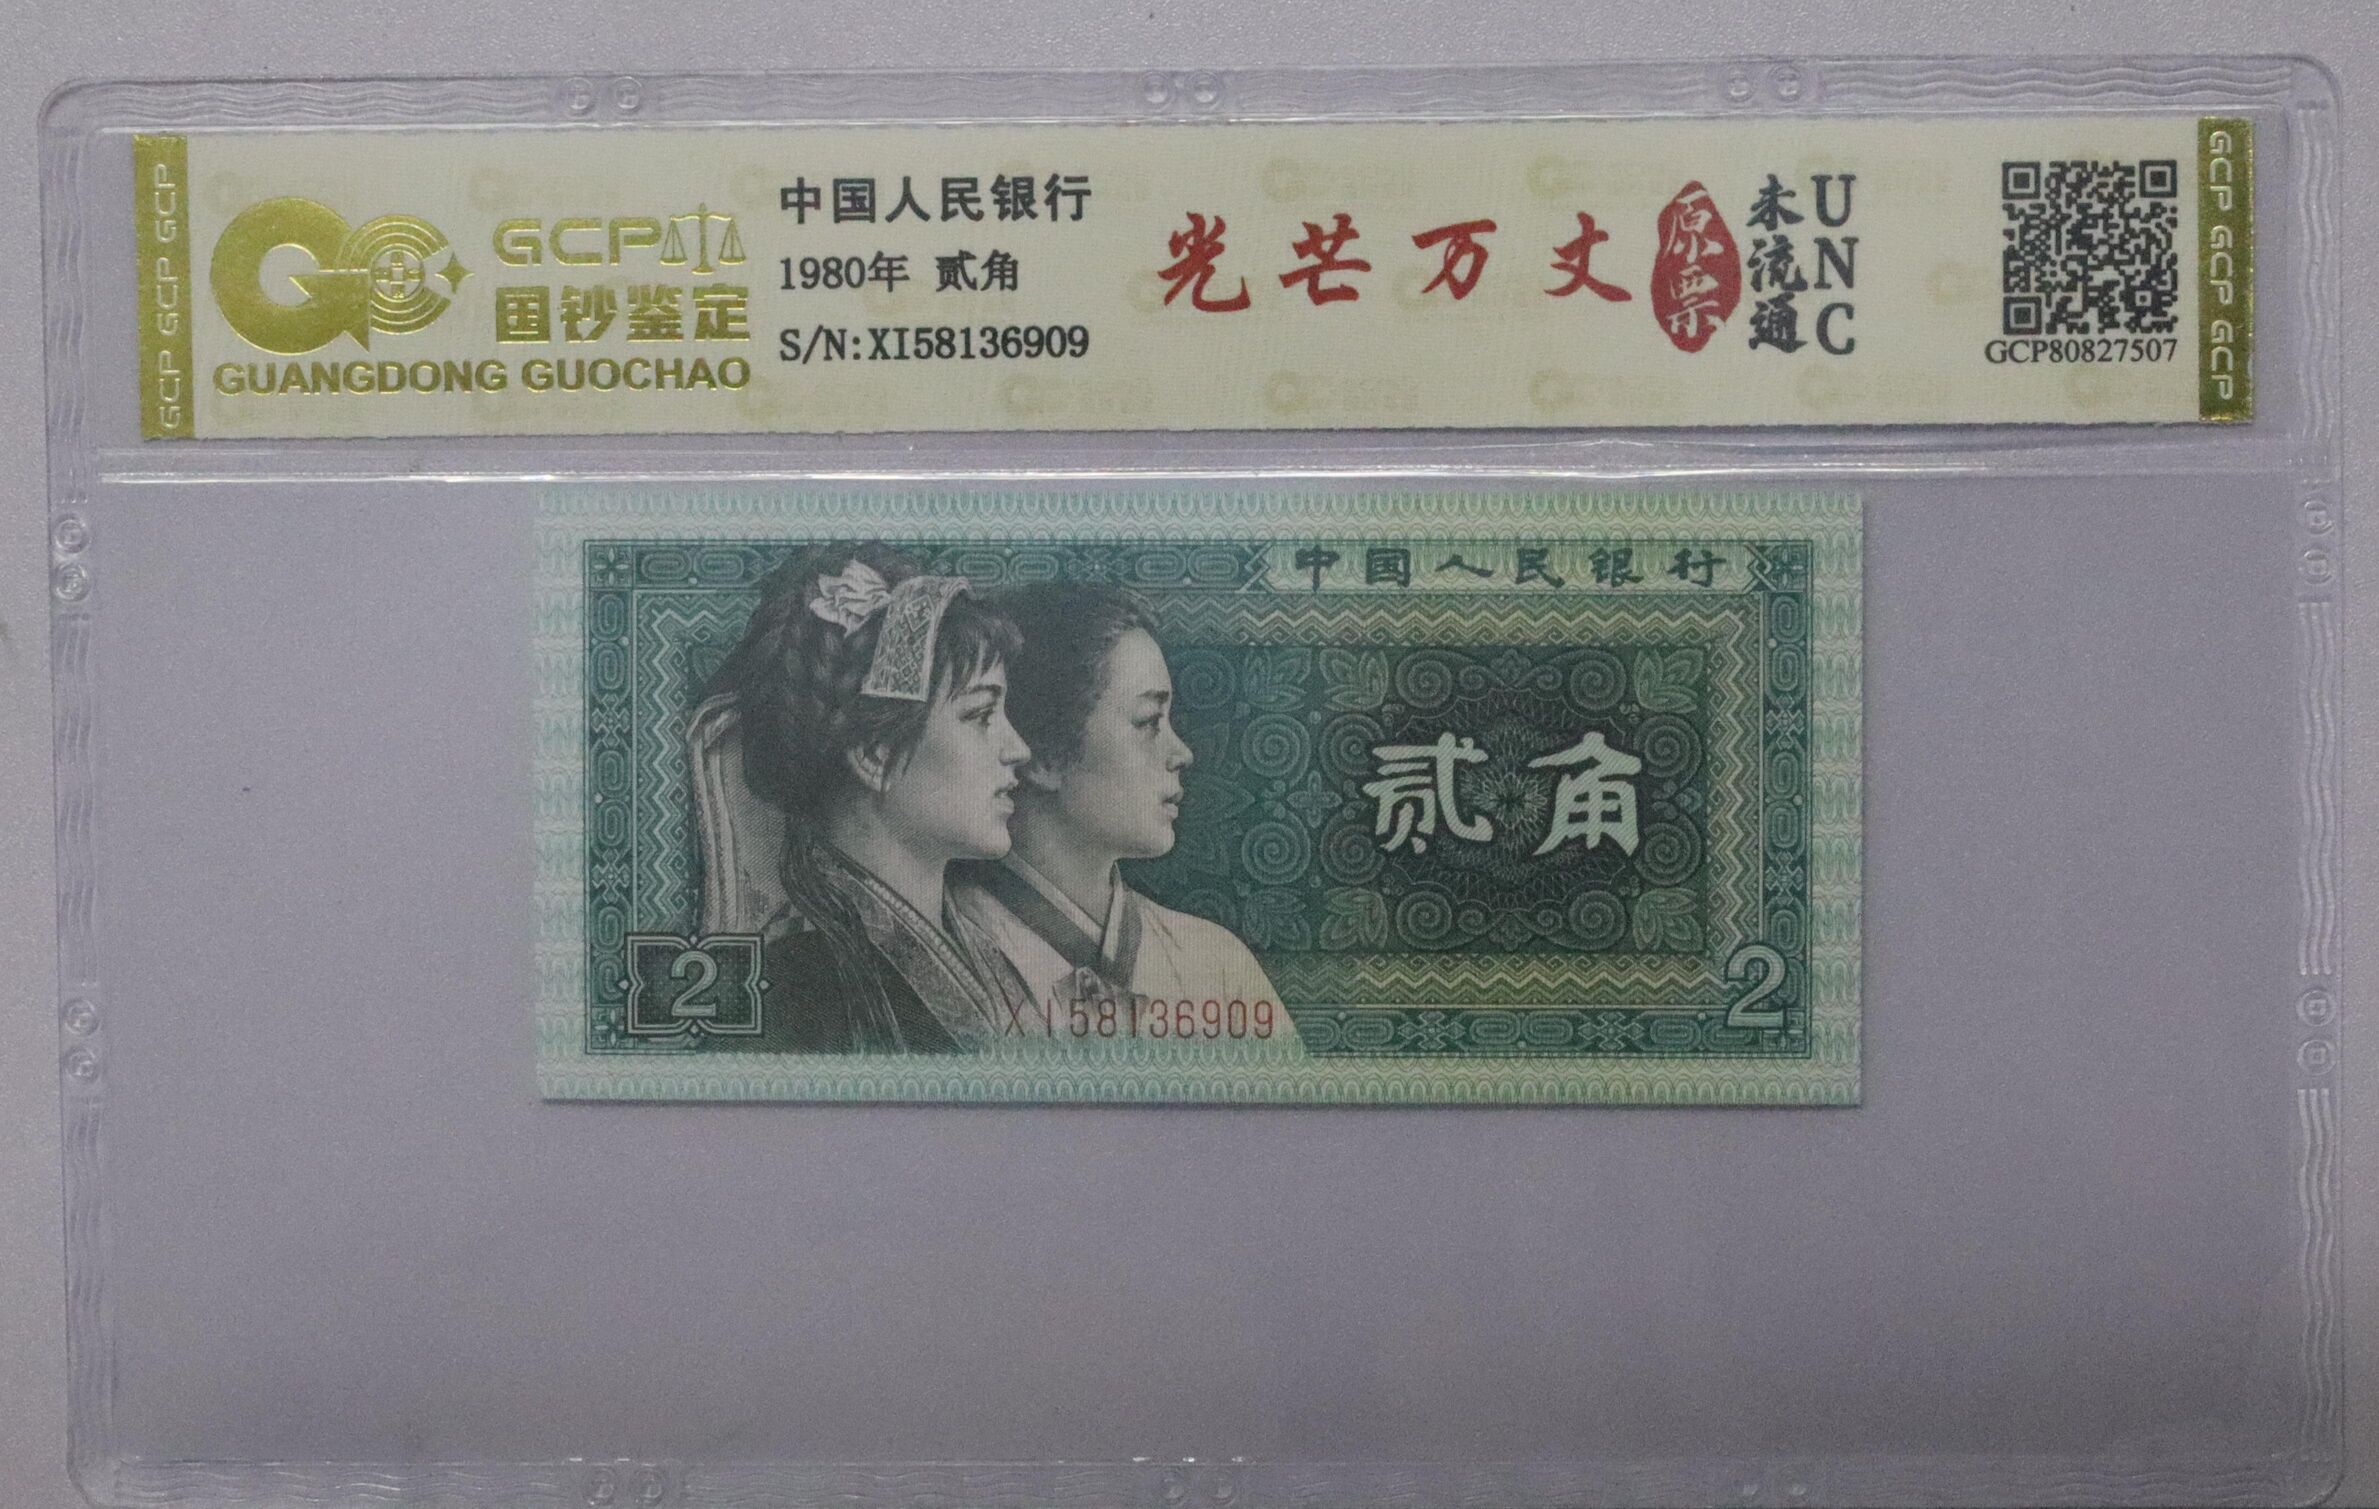 GCP GCP GCP
GCP
国钞鉴定
GUANGDONG GUOCHAO
中国人民银行
1980年 贰角
S/N:XI58136909
光芒万丈
原票
未流通
UNC
GCP80827507
GCP GCP GCP
中国人民银行
贰角
2
2
XI58136909